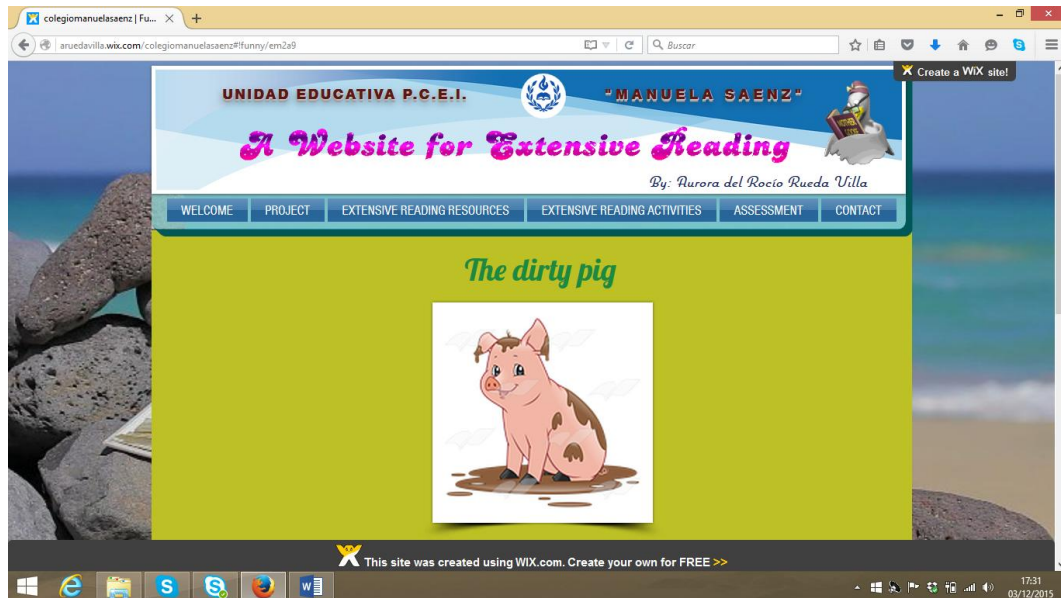 colegiomanuelasaenz | Fu...
aruedavilla.wix.com/colegiomanuelasaenz#!funny/em2a9
Buscar
Create a WiX site!
UNIDAD EDUCATIVA P.C.E.I. "MANUELA SAENZ"
A Website for Extensive Reading
By: Aurora del Rocío Rueda Villa
WELCOME PROJECT EXTENSIVE READING RESOURCES EXTENSIVE READING ACTIVITIES ASSESSMENT CONTACT
The dirty pig
This site was created using WIX.com. Create your own for FREE >>
17:31
03/12/2015